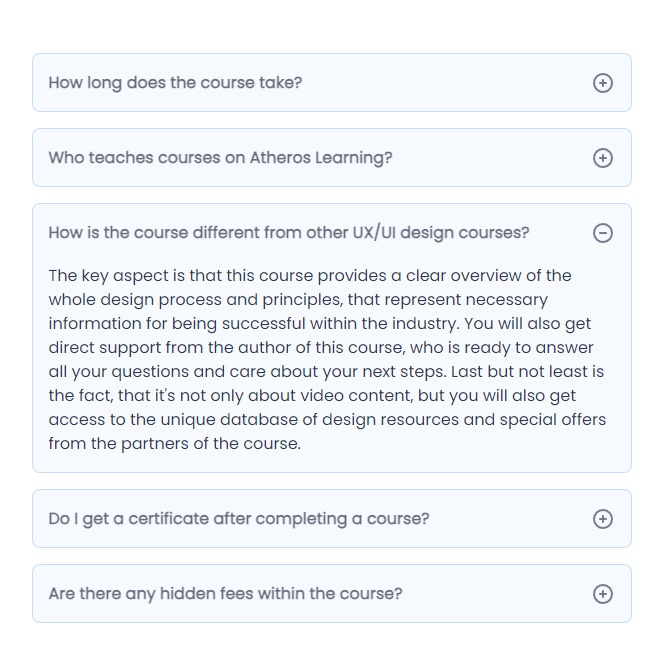 How long does the course take?
Who teaches courses on Atheros Learning?
How is the course different from other UX/UI design courses?
The key aspect is that this course provides a clear overview of the
whole design process and principles, that represent necessary
information for being successful within the industry. You will also get
direct support from the author of this course, who is ready to answer
all your questions and care about your next steps. Last but not least is
the fact, that it's not only about video content, but you will also get
access to the unique database of design resources and special offers
from the partners of the course.
Do I get a certificate after completing a course?
Are there any hidden fees within the course?